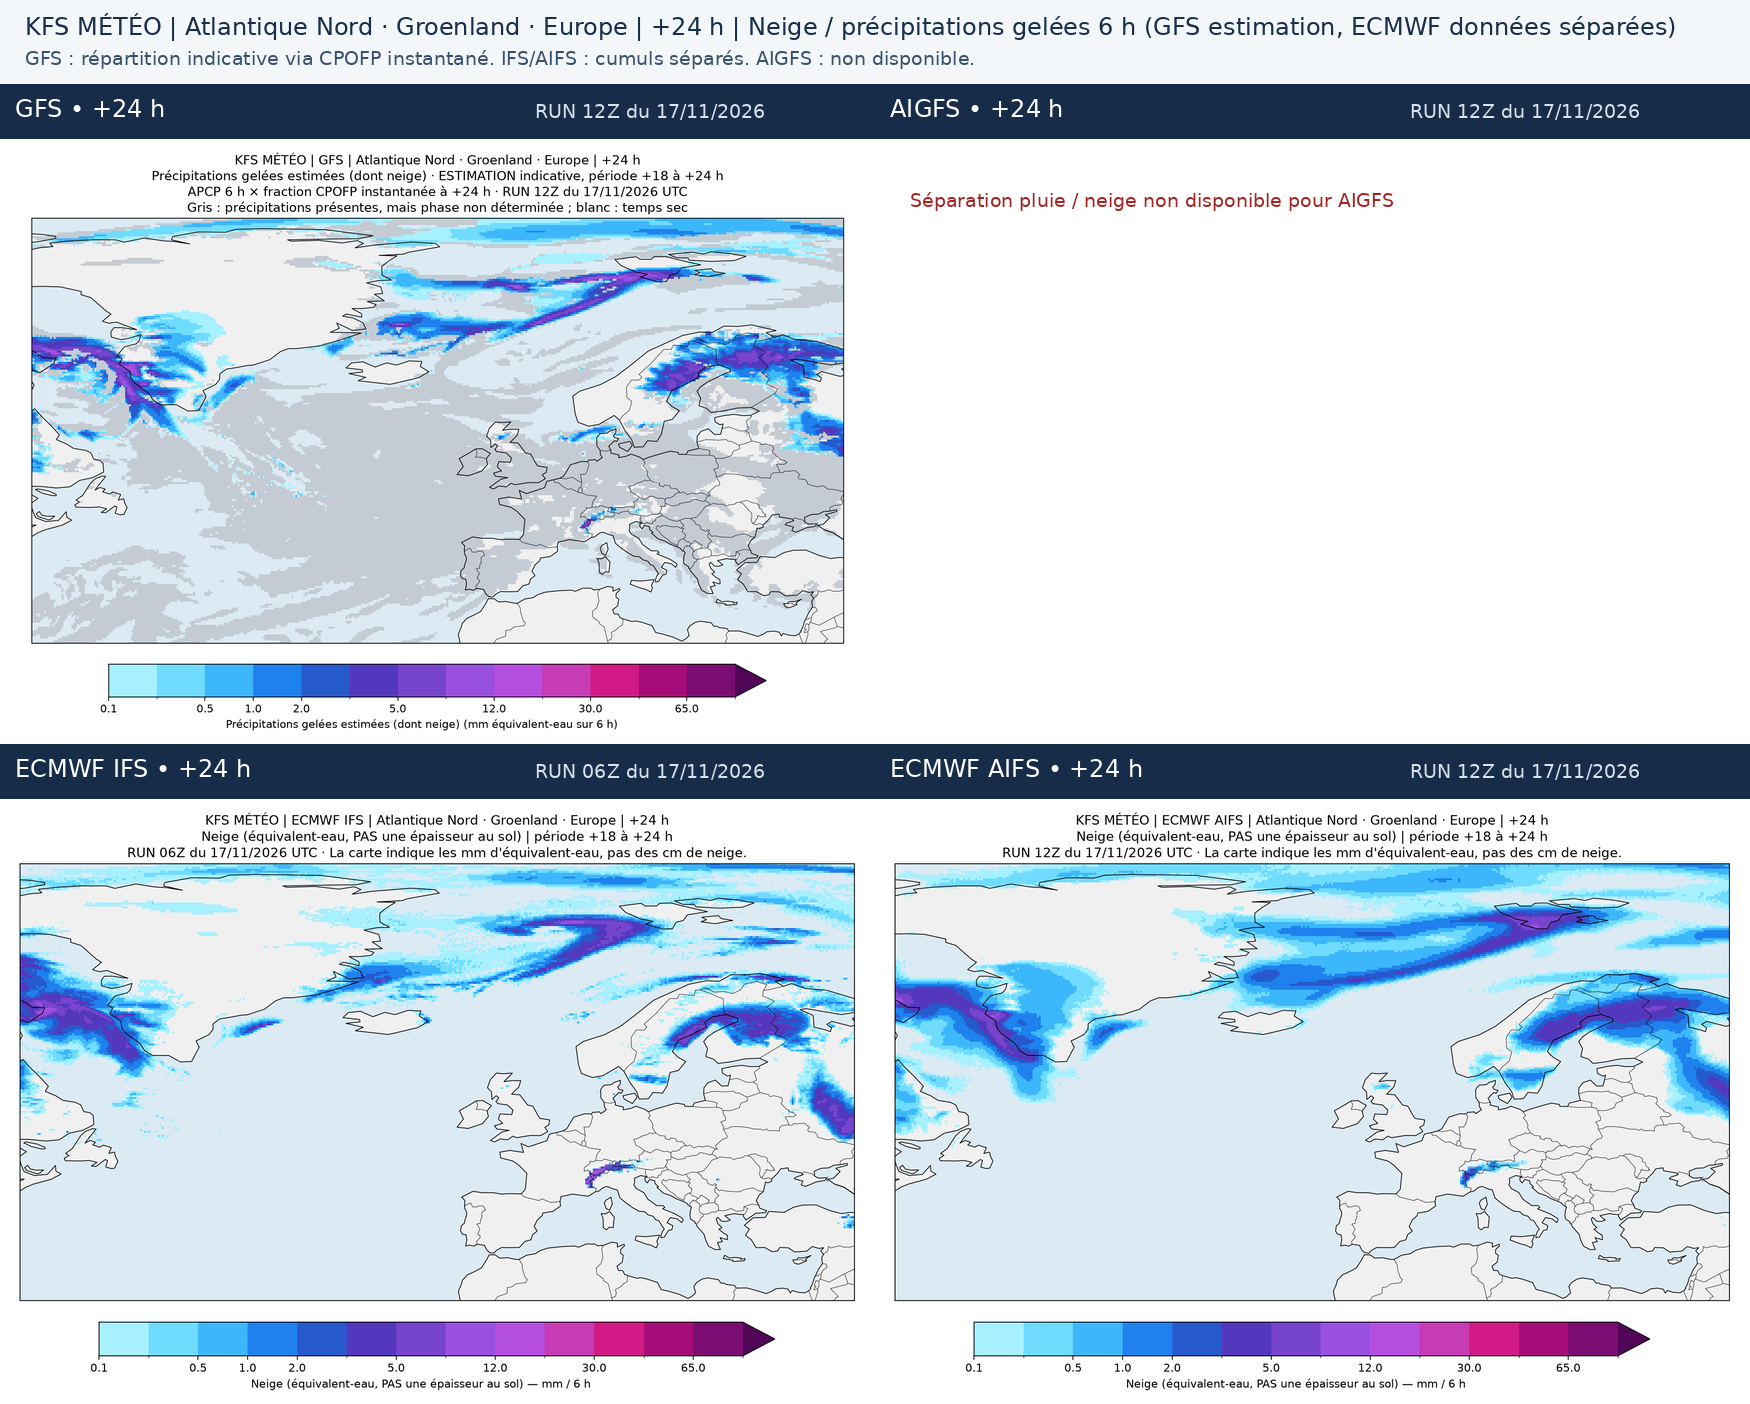 KFS MÉTÉO | Atlantique Nord · Groenland · Europe | +24 h | Neige / précipitations gelées 6 h (GFS estimation, ECMWF données séparées)
GFS : répartition indicative via CPOFP instantané. IFS/AIFS : cumuls séparés. AIGFS : non disponible.
GFS • +24 h
RUN 12Z du 17/11/2026
AIGFS • +24 h
RUN 12Z du 17/11/2026
KFS MÉTÉO | GFS | Atlantique Nord · Groenland · Europe | +24 h
Précipitations gelées estimées (dont neige) · ESTIMATION indicative, période +18 à +24 h
APCP 6 h × fraction CPOFP instantanée à +24 h · RUN 12Z du 17/11/2026 UTC
Gris : précipitations présentes, mais phase non déterminée ; blanc : temps sec
0.1 0.5 1.0 2.0 5.0 12.0 30.0 65.0
Précipitations gelées estimées (dont neige) (mm équivalent-eau sur 6 h)
Séparation pluie / neige non disponible pour AIGFS
ECMWF IFS • +24 h
RUN 06Z du 17/11/2026
ECMWF AIFS • +24 h
RUN 12Z du 17/11/2026
KFS MÉTÉO | ECMWF IFS | Atlantique Nord · Groenland · Europe | +24 h
Neige (équivalent-eau, PAS une épaisseur au sol) | période +18 à +24 h
RUN 06Z du 17/11/2026 UTC · La carte indique les mm d'équivalent-eau, pas des cm de neige.
0.1 0.5 1.0 2.0 5.0 12.0 30.0 65.0
Neige (équivalent-eau, PAS une épaisseur au sol) — mm / 6 h
KFS MÉTÉO | ECMWF AIFS | Atlantique Nord · Groenland · Europe | +24 h
Neige (équivalent-eau, PAS une épaisseur au sol) | période +18 à +24 h
RUN 12Z du 17/11/2026 UTC · La carte indique les mm d'équivalent-eau, pas des cm de neige.
0.1 0.5 1.0 2.0 5.0 12.0 30.0 65.0
Neige (équivalent-eau, PAS une épaisseur au sol) — mm / 6 h